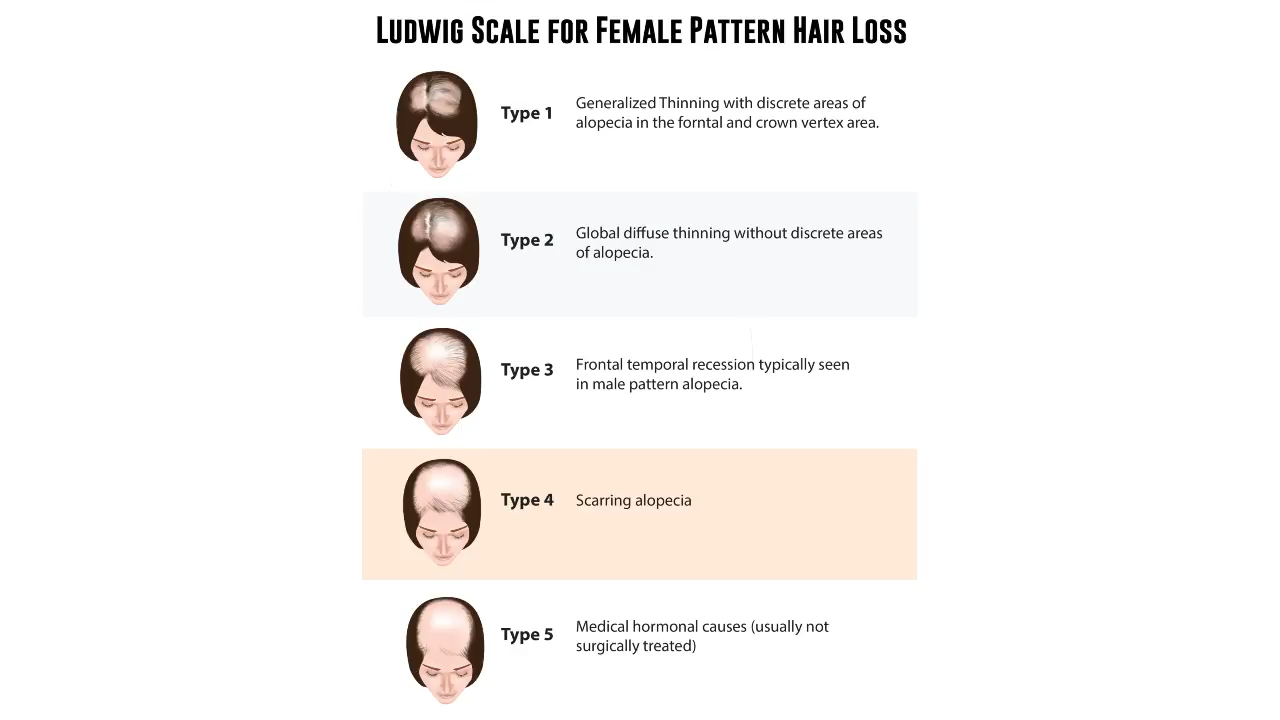 Ludwig Scale for Female Pattern Hair Loss
Type 1
Generalized Thinning with discrete areas of
alopecia in the forntal and crown vertex area.
Type 2
Global diffuse thinning without discrete areas
of alopecia.
Type 3
Frontal temporal recession typically seen
in male pattern alopecia.
Type 4
Scarring alopecia
Type 5
Medical hormonal causes (usually not
surgically treated)